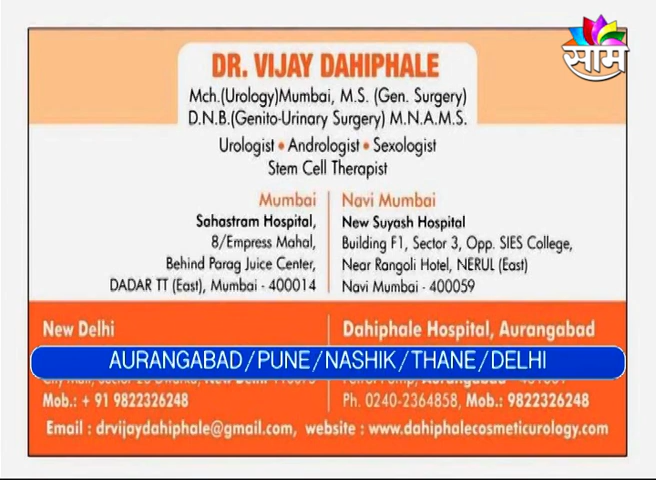 साम
DR. VIJAY DAHIPHALE
Mch.(Urology)Mumbai, M.S. (Gen. Surgery)
D.N.B.(Genito-Urinary Surgery) M.N.A.M.S.
Urologist • Andrologist • Sexologist
Stem Cell Therapist
Mumbai
Sahastram Hospital,
8/Empress Mahal,
Behind Parag Juice Center,
DADAR TT (East), Mumbai - 400014
Navi Mumbai
New Suyash Hospital
Building F1, Sector 3, Opp. SIES College,
Near Rangoli Hotel, NERUL (East)
Navi Mumbai - 400059
New Delhi
Dahiphale Hospital, Aurangabad
AURANGABAD/PUNE/NASHIK/THANE/DELHI
Mob.: + 91 9822326248
Ph. 0240-2364858, Mob.: 9822326248
Email : drvijaydahiphale@gmail.com, website : www.dahiphalecosmeticurology.com